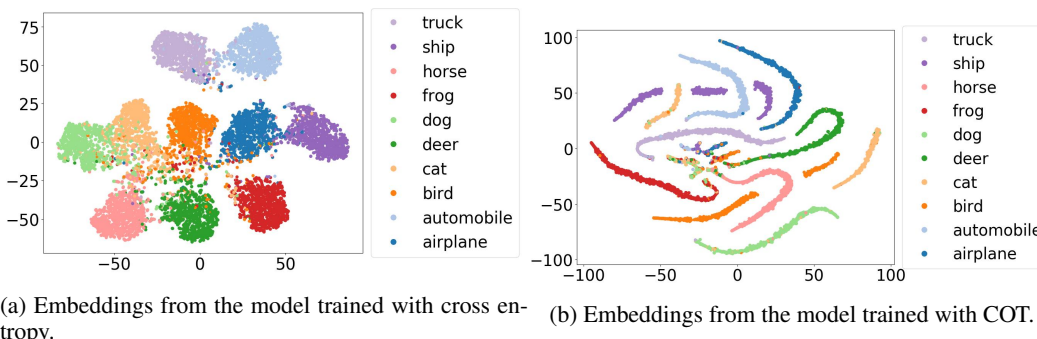 75
50
25
0
−25
−50
−50
0
50
truck
ship
horse
frog
dog
deer
cat
bird
automobile
airplane
100
50
0
−50
−100
−100
−50
0
50
100
truck
ship
horse
frog
dog
deer
cat
bird
automobile
airplane
(a) Embeddings from the model trained with cross en-
tropy.
(b) Embeddings from the model trained with COT.